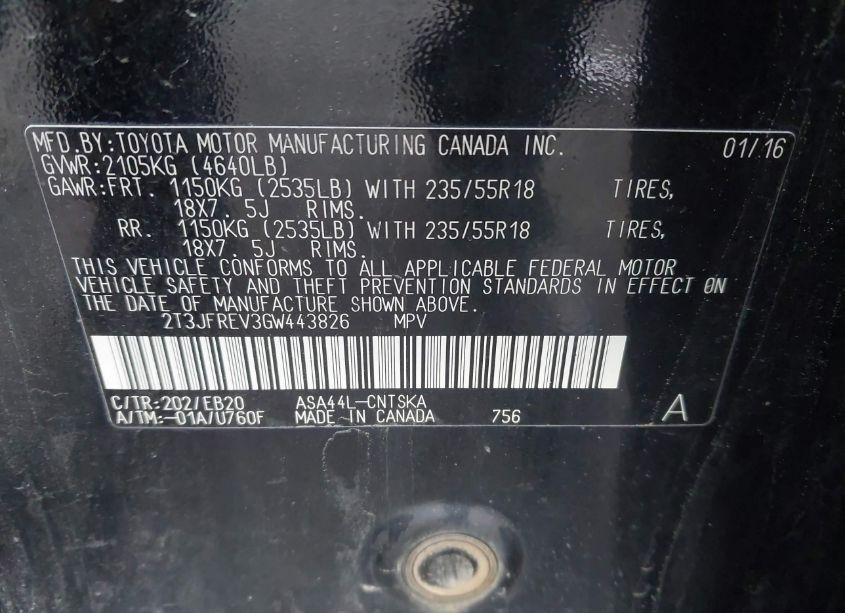 MFD.BY:TOYOTA MOTOR MANUFACTURING CANADA INC. 01/16
GVWR:2105KG (4640LB)
GAWR:FRT. 1150KG (2535LB) WITH 235/55R18 TIRES,
18X7.5J RIMS.
RR. 1150KG (2535LB) WITH 235/55R18 TIRES,
18X7.5J RIMS.
THIS VEHICLE CONFORMS TO ALL APPLICABLE FEDERAL MOTOR
VEHICLE SAFETY AND THEFT PREVENTION STANDARDS IN EFFECT ON
THE DATE OF MANUFACTURE SHOWN ABOVE.
2T3JFREV3GW443826 MPV
C/TR:202/EB20 ASA44L-CNTSKA
A/TM:-01A/U760F MADE IN CANADA 756 A